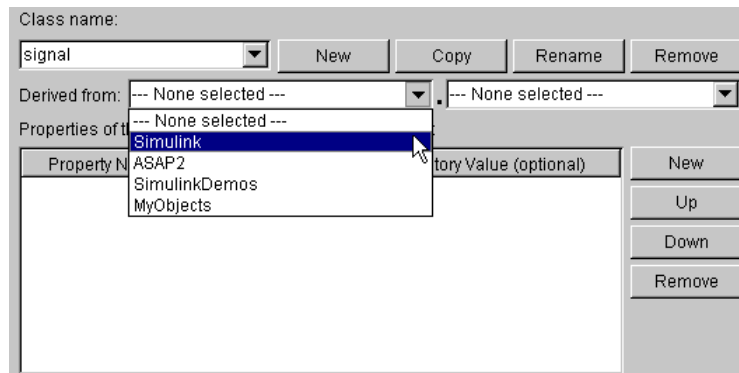 Class name:
signal New Copy Rename Remove
Derived from: --- None selected --- . --- None selected ---
--- None selected ---
Properties of t
Simulink
Property N tory Value (optional) New
ASAP2
SimulinkDemos
MyObjects
Up
Down
Remove